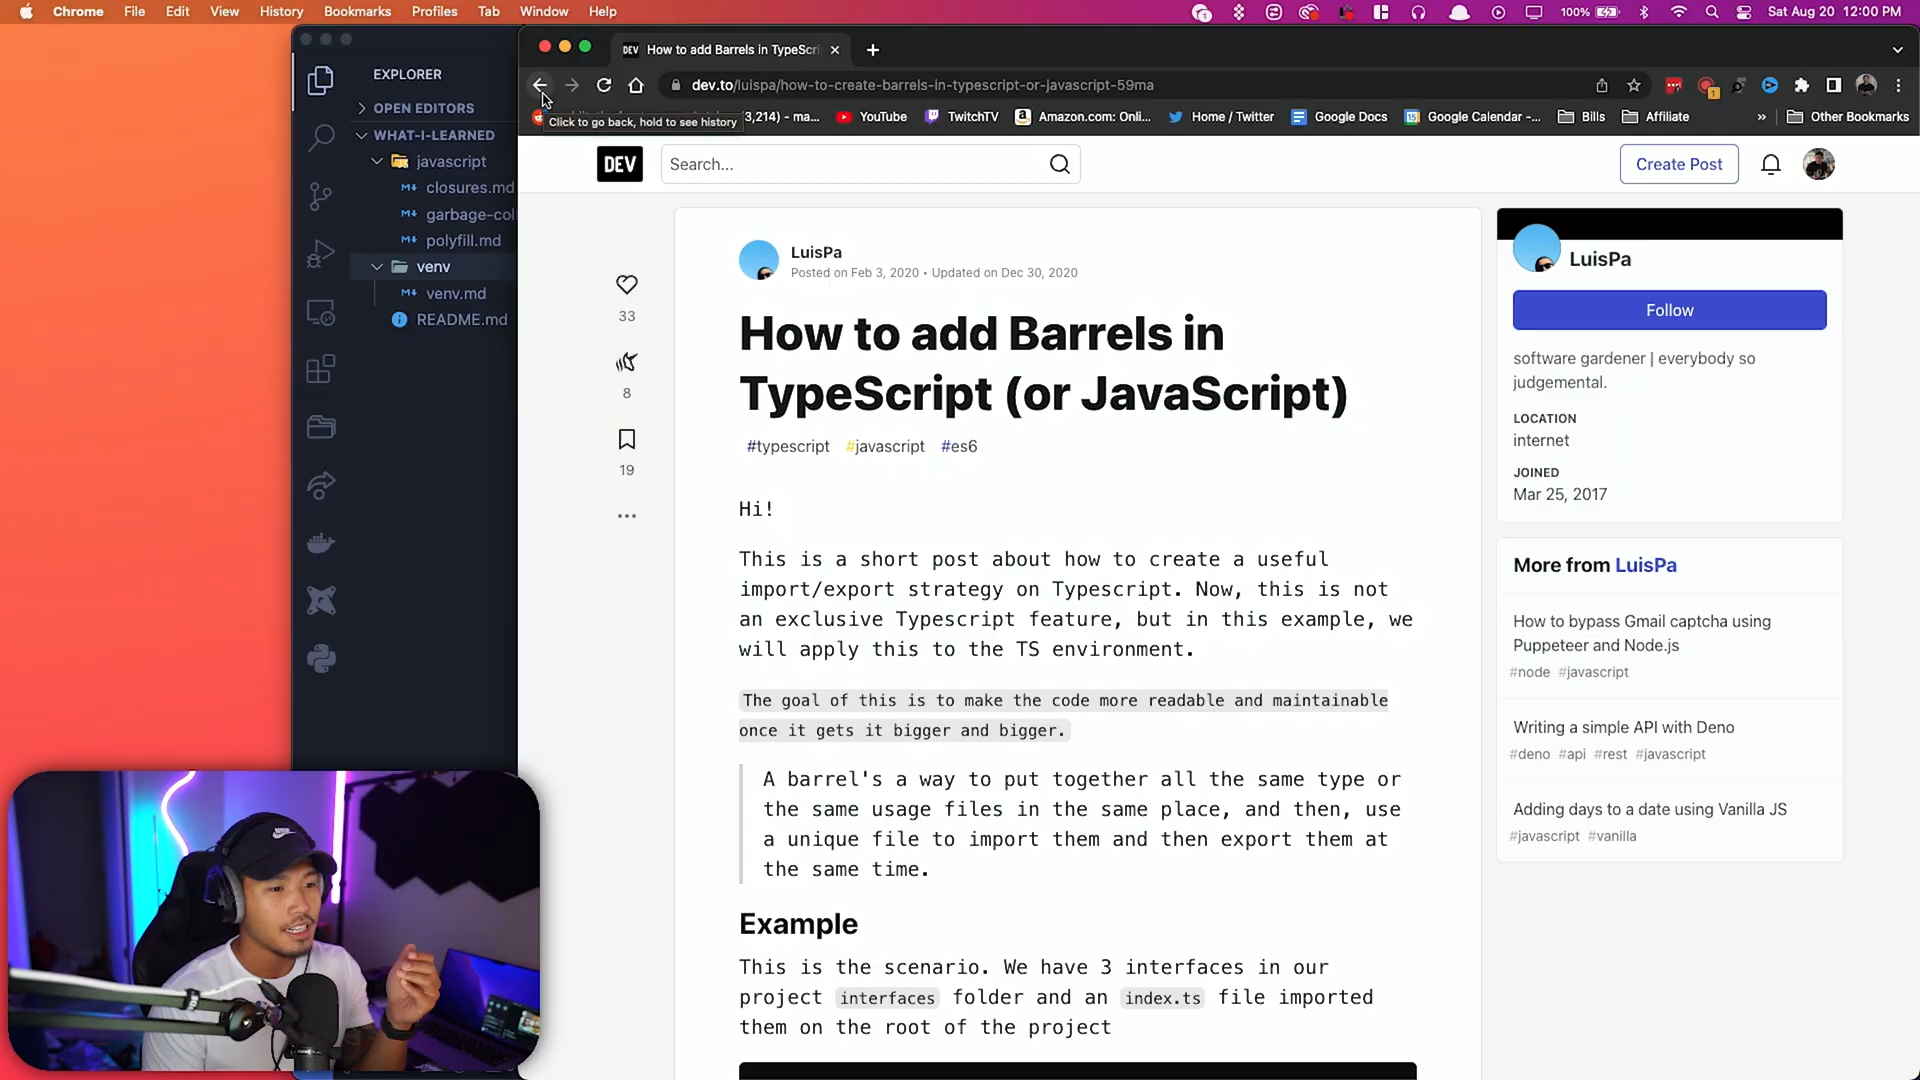 Chrome File Edit View History Bookmarks Profiles Tab Window Help
1
100%
Sat Aug 20 12:00 PM
EXPLORER
OPEN EDITORS
WHAT-I-LEARNED
javascript
closures.md
garbage-col
polyfill.md
venv
venv.md
README.md
DEV How to add Barrels in TypeScri
dev.to/luispa/how-to-create-barrels-in-typescript-or-javascript-59ma
1
3,214) - ma...
YouTube
TwitchTV
Amazon.com: Onli...
Home / Twitter
Google Docs
Google Calendar -...
Bills
Affiliate
»
Other Bookmarks
Click to go back, hold to see history
DEV
Search...
Create Post
33
8
19
LuisPa
Posted on Feb 3, 2020 • Updated on Dec 30, 2020
How to add Barrels in
TypeScript (or JavaScript)
#typescript #javascript #es6
Hi!
This is a short post about how to create a useful
import/export strategy on Typescript. Now, this is not
an exclusive Typescript feature, but in this example, we
will apply this to the TS environment.
The goal of this is to make the code more readable and maintainable
once it gets it bigger and bigger.
A barrel's a way to put together all the same type or
the same usage files in the same place, and then, use
a unique file to import them and then export them at
the same time.
Example
This is the scenario. We have 3 interfaces in our
project interfaces folder and an index.ts file imported
them on the root of the project
LuisPa
Follow
software gardener | everybody so
judgemental.
LOCATION
internet
JOINED
Mar 25, 2017
More from LuisPa
How to bypass Gmail captcha using
Puppeteer and Node.js
#node #javascript
Writing a simple API with Deno
#deno #api #rest #javascript
Adding days to a date using Vanilla JS
#javascript #vanilla